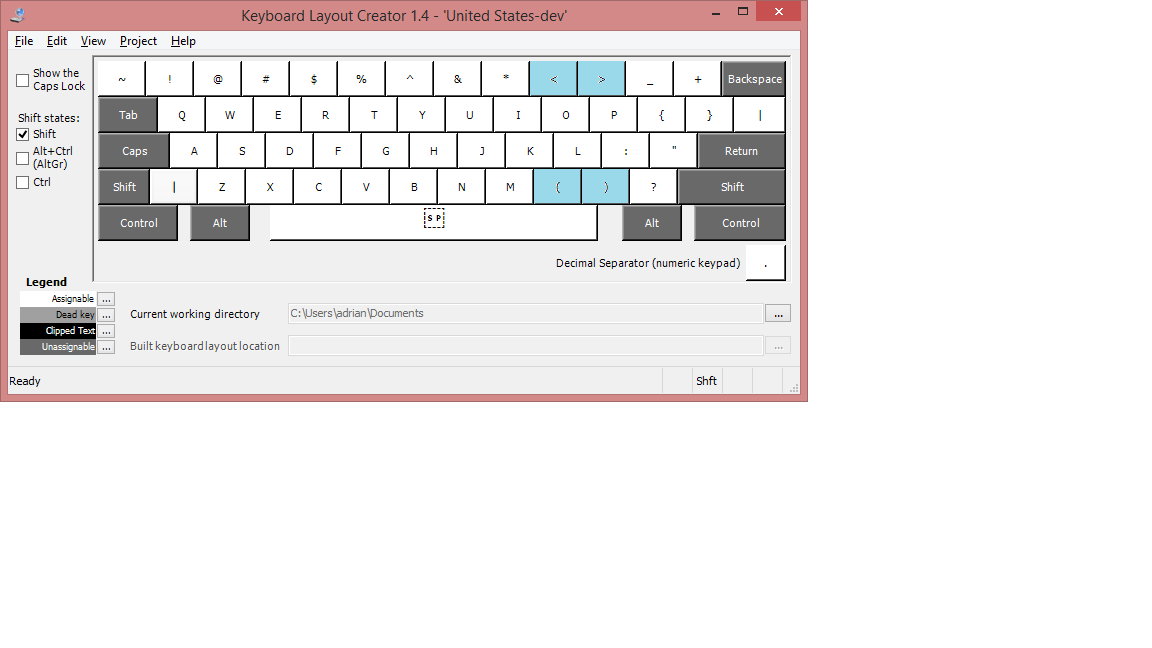 Keyboard Layout Creator 1.4 - 'United States-dev'
File Edit View Project Help
Show the
Caps Lock
~ ! @ # $ % ^ & * < > _ + Backspace
Tab Q W E R T Y U I O P { } |
Shift states:
Shift
Alt+Ctrl
(AltGr)
Ctrl
Caps A S D F G H J K L : " Return
Shift | Z X C V B N M ( ) ? Shift
Control Alt SP Alt Control
Decimal Separator (numeric keypad) .
Legend
Assignable ...
Dead key ...
Clipped Text ...
Unassignable ...
Current working directory C:\Users\adrian\Documents ...
Built keyboard layout location ...
Ready Shft